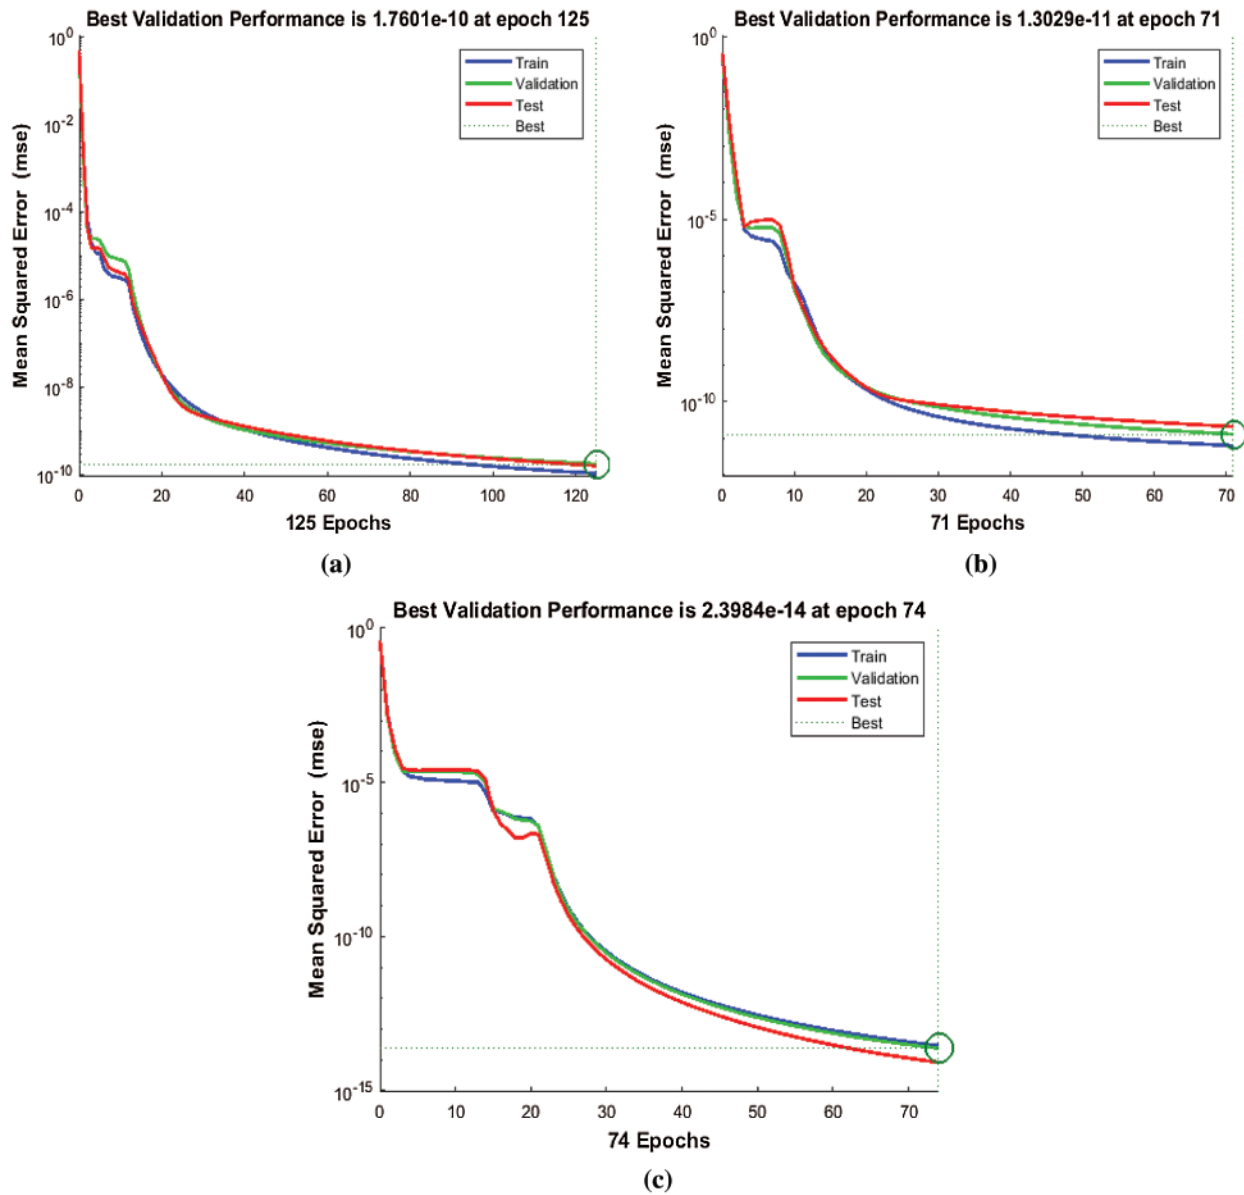 Best Validation Performance is 1.7601e-10 at epoch 125
Mean Squared Error (mse)
10^0
10^-2
10^-4
10^-6
10^-8
10^-10
Train
Validation
Test
Best
0 20 40 60 80 100 120
125 Epochs
(a)
Best Validation Performance is 1.3029e-11 at epoch 71
Mean Squared Error (mse)
10^0
10^-5
10^-10
Train
Validation
Test
Best
0 10 20 30 40 50 60 70
71 Epochs
(b)
Best Validation Performance is 2.3984e-14 at epoch 74
Mean Squared Error (mse)
10^0
10^-5
10^-10
10^-15
Train
Validation
Test
Best
0 10 20 30 40 50 60 70
74 Epochs
(c)